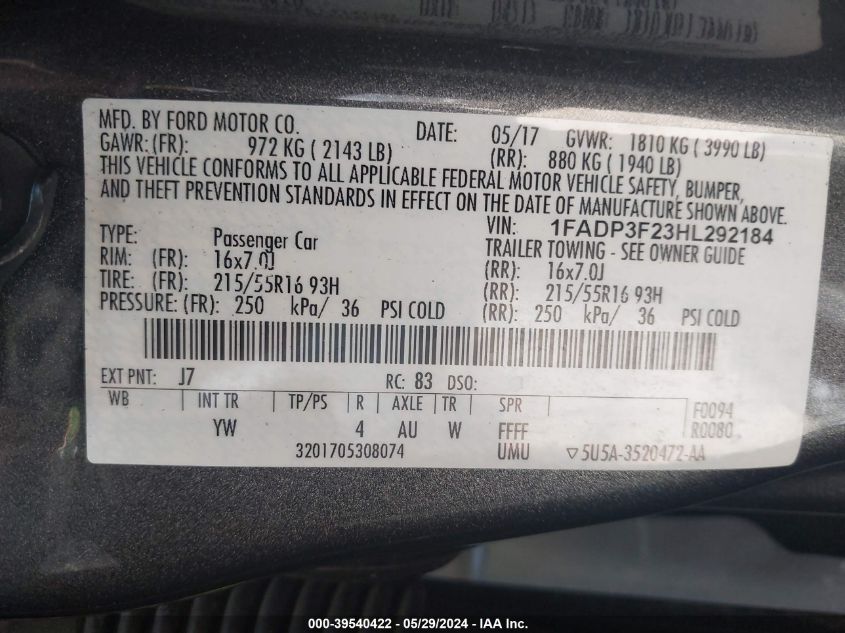 MFD. BY FORD MOTOR CO. DATE: 05/17 GVWR: 1810 KG ( 3990 LB)
GAWR: (FR): 972 KG ( 2143 LB) (RR): 880 KG ( 1940 LB)
THIS VEHICLE CONFORMS TO ALL APPLICABLE FEDERAL MOTOR VEHICLE SAFETY, BUMPER,
AND THEFT PREVENTION STANDARDS IN EFFECT ON THE DATE OF MANUFACTURE SHOWN ABOVE.
VIN: 1FADP3F23HL292184
TYPE: Passenger Car TRAILER TOWING - SEE OWNER GUIDE
RIM: (FR): 16x7.0J (RR): 16x7.0J
TIRE: (FR): 215/55R16 93H (RR): 215/55R16 93H
PRESSURE: (FR): 250 kPa/ 36 PSI COLD (RR): 250 kPa/ 36 PSI COLD
EXT PNT: J7 RC: 83 DSO:
WB INT TR TP/PS R AXLE TR SPR F0094
YW 4 AU W FFFF R0080
3201705308074 UMU ▽5U5A-3520472-AA
000-39540422 - 05/29/2024 - IAA Inc.